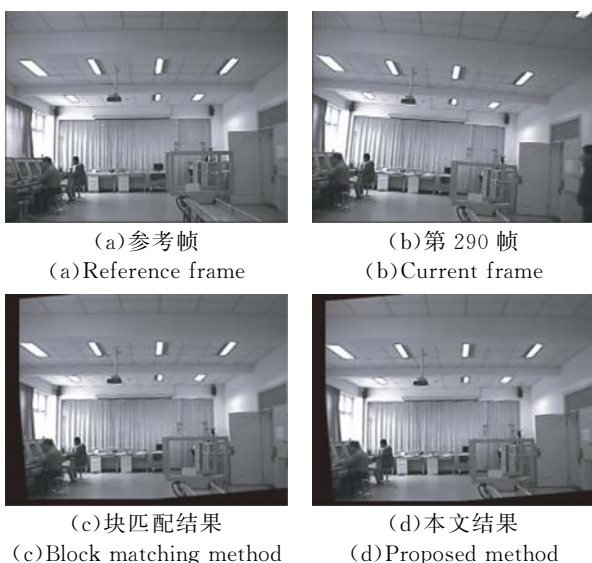 (a)参考帧
(a)Reference frame
(b)第 290 帧
(b)Current frame
(c)块匹配结果
(c)Block matching method
(d)本文结果
(d)Proposed method